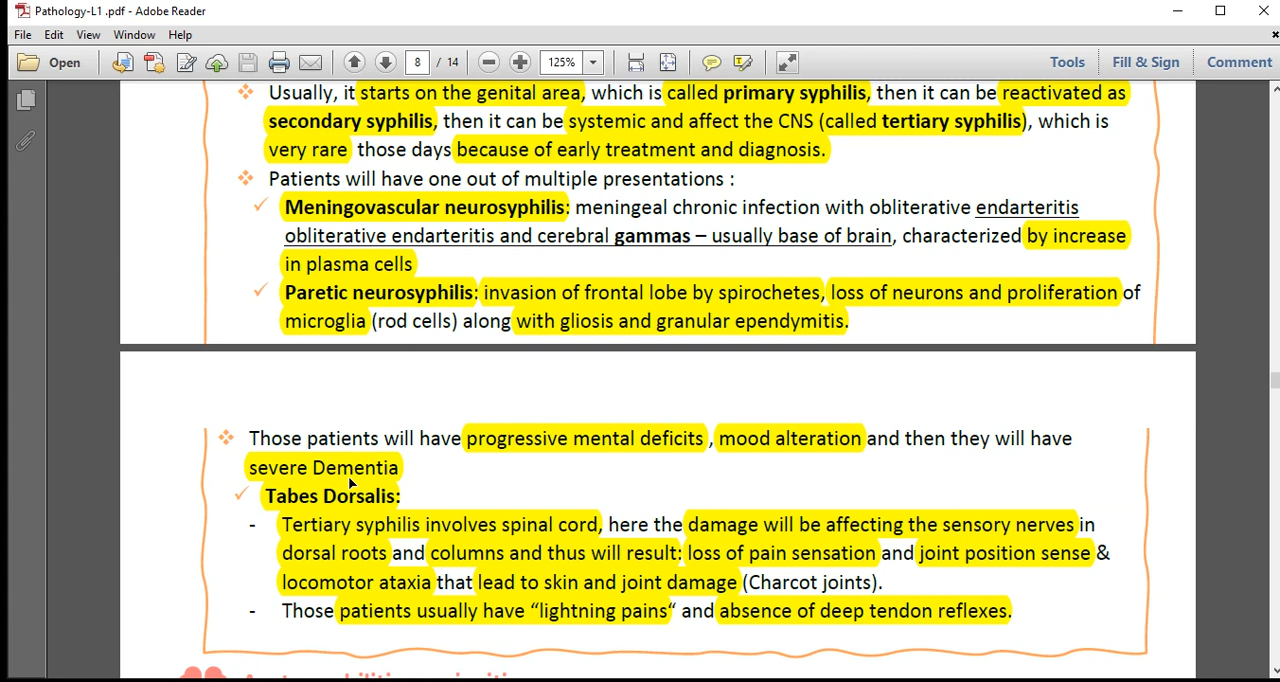 Pathology-L1 .pdf - Adobe Reader
File Edit View Window Help
Open 8 / 14 125% Tools Fill & Sign Comment
Usually, it starts on the genital area, which is called primary syphilis, then it can be reactivated as
secondary syphilis, then it can be systemic and affect the CNS (called tertiary syphilis), which is
very rare those days because of early treatment and diagnosis.
Patients will have one out of multiple presentations :
Meningovascular neurosyphilis: meningeal chronic infection with obliterative endarteritis
obliterative endarteritis and cerebral gammas – usually base of brain, characterized by increase
in plasma cells
Paretic neurosyphilis: invasion of frontal lobe by spirochetes, loss of neurons and proliferation of
microglia (rod cells) along with gliosis and granular ependymitis.
Those patients will have progressive mental deficits , mood alteration and then they will have
severe Dementia
Tabes Dorsalis:
- Tertiary syphilis involves spinal cord, here the damage will be affecting the sensory nerves in
dorsal roots and columns and thus will result: loss of pain sensation and joint position sense &
locomotor ataxia that lead to skin and joint damage (Charcot joints).
- Those patients usually have “lightning pains“ and absence of deep tendon reflexes.